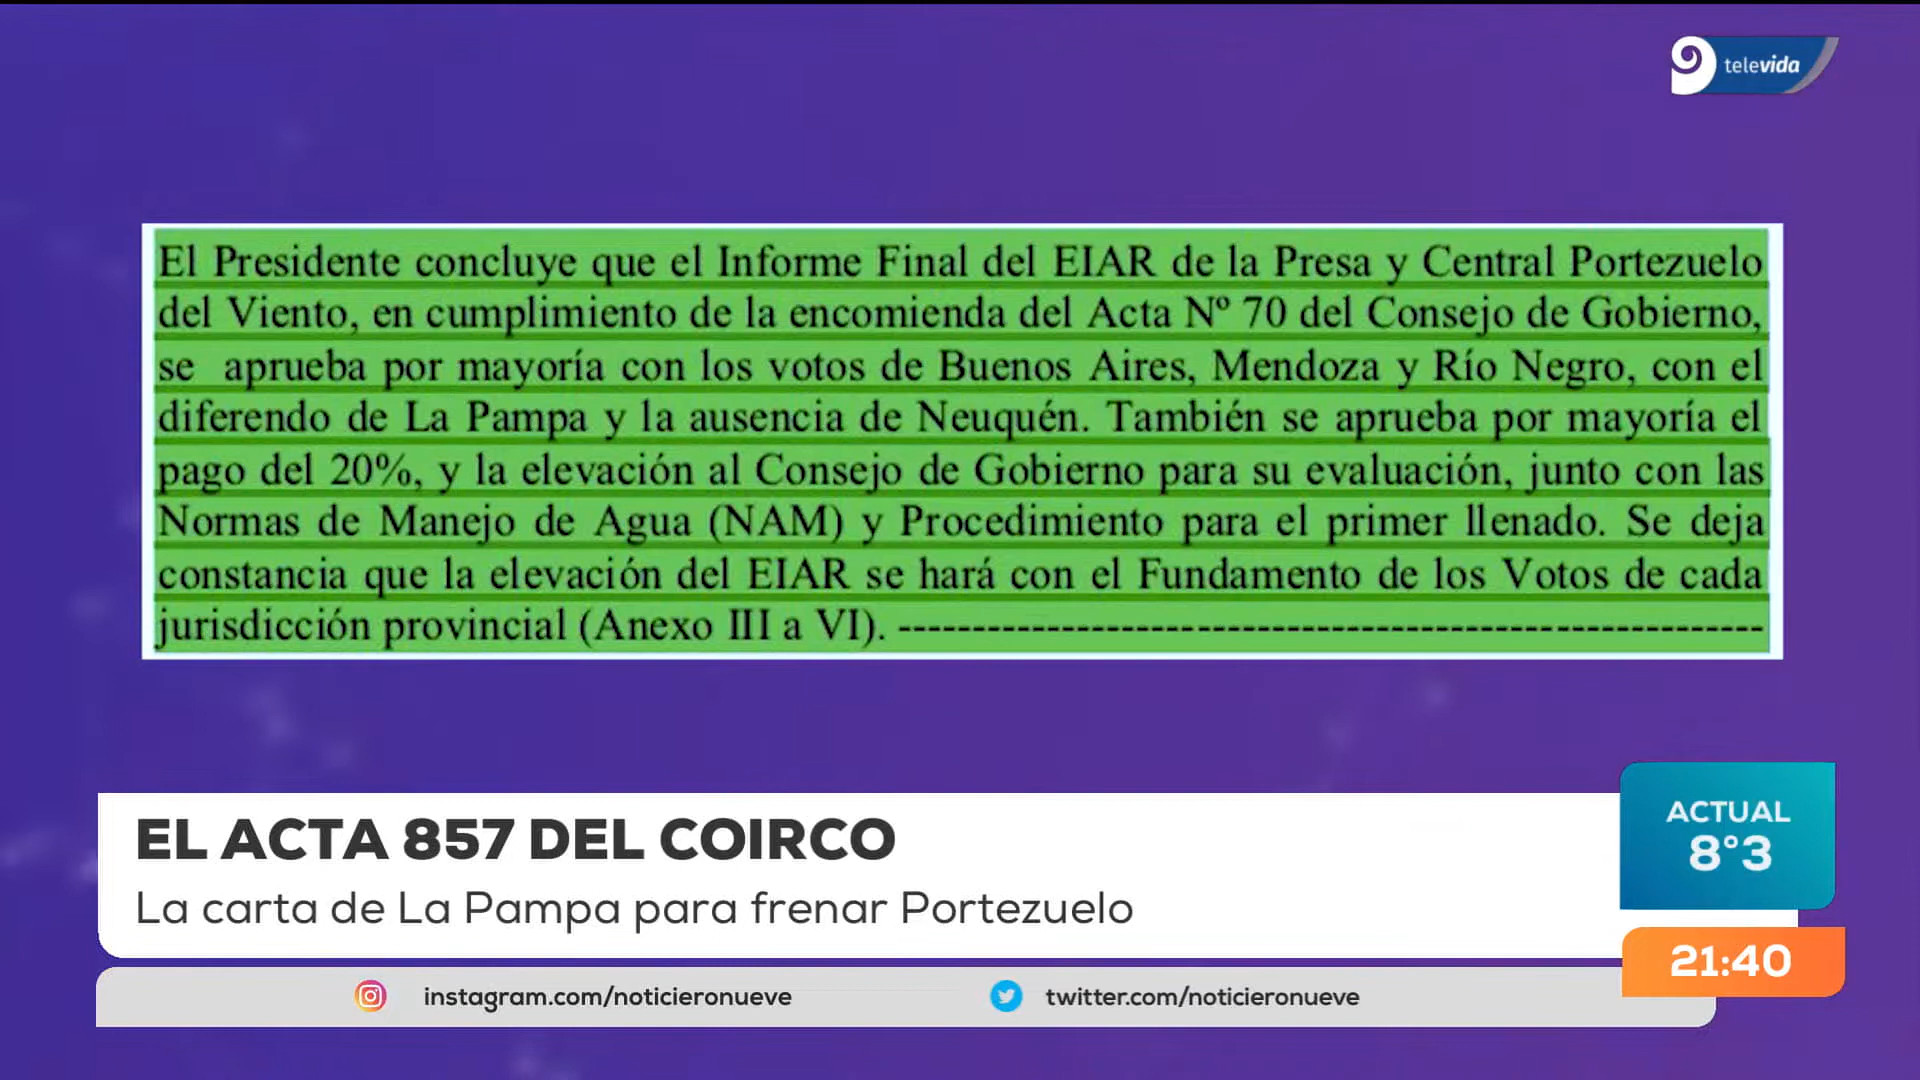 9 televida
El Presidente concluye que el Informe Final del EIAR de la Presa y Central Portezuelo
del Viento, en cumplimiento de la encomienda del Acta Nº 70 del Consejo de Gobierno,
se aprueba por mayoría con los votos de Buenos Aires, Mendoza y Río Negro, con el
diferendo de La Pampa y la ausencia de Neuquén. También se aprueba por mayoría el
pago del 20%, y la elevación al Consejo de Gobierno para su evaluación, junto con las
Normas de Manejo de Agua (NAM) y Procedimiento para el primer llenado. Se deja
constancia que la elevación del EIAR se hará con el Fundamento de los Votos de cada
jurisdicción provincial (Anexo III a VI). -----------------------------------------------------------
EL ACTA 857 DEL COIRCO
La carta de La Pampa para frenar Portezuelo
ACTUAL
8°3
21:40
instagram.com/noticieronueve
twitter.com/noticieronueve